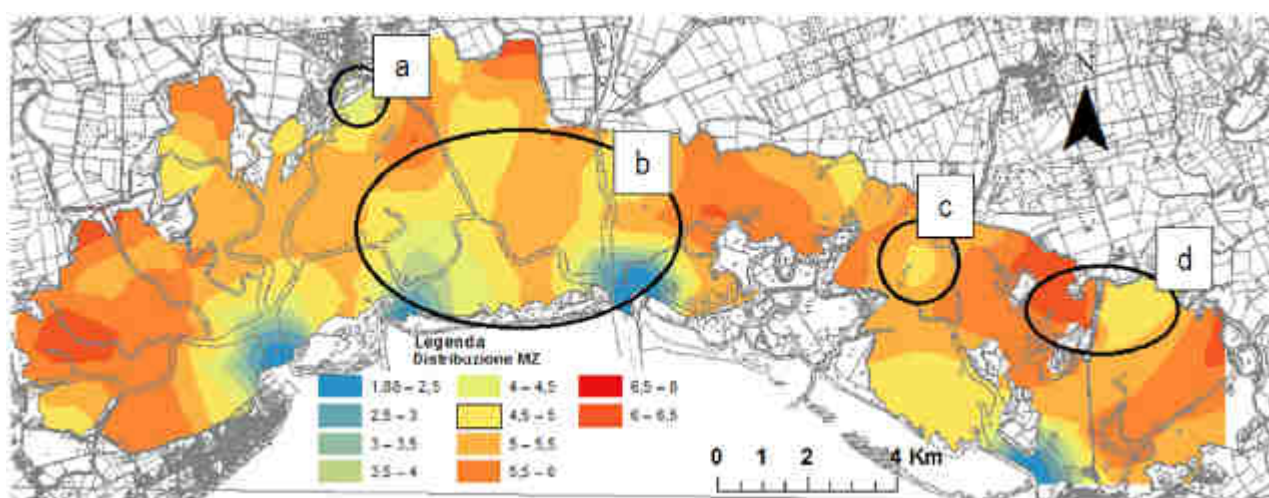 a
b
c
d
N
Legenda
Distribuzione MZ
1,88 – 2,5 4 – 4,5 6,5 – 8
2,5 – 3 4,5 – 5 6 – 6,5
3 – 3,5 5 – 5,5
3,5 – 4 5,5 – 6
0 1 2 4 Km